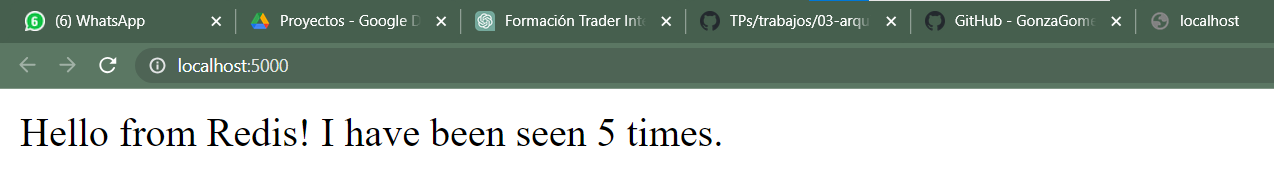 (6) WhatsApp
Proyectos - Google D
Formación Trader Inte
TPs/trabajos/03-arqu
GitHub - GonzaGome
localhost
localhost:5000
Hello from Redis! I have been seen 5 times.